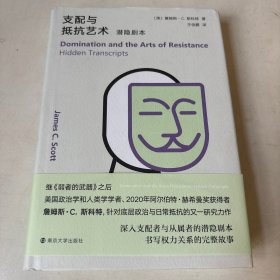 支配与
抵抗艺术 潜隐剧本
[美] 詹姆斯·C. 斯科特 著
Domination and the Arts of Resistance
Hidden Transcripts
James C. Scott
继《弱者的武器》之后
美国政治学和人类学学者、2020年阿尔伯特·赫希曼奖获得者
詹姆斯·C. 斯科特,针对底层政治与日常抵抗的又一研究力作
深入支配者与从属者的潜隐剧本
书写权力关系的完整故事
南京大学出版社